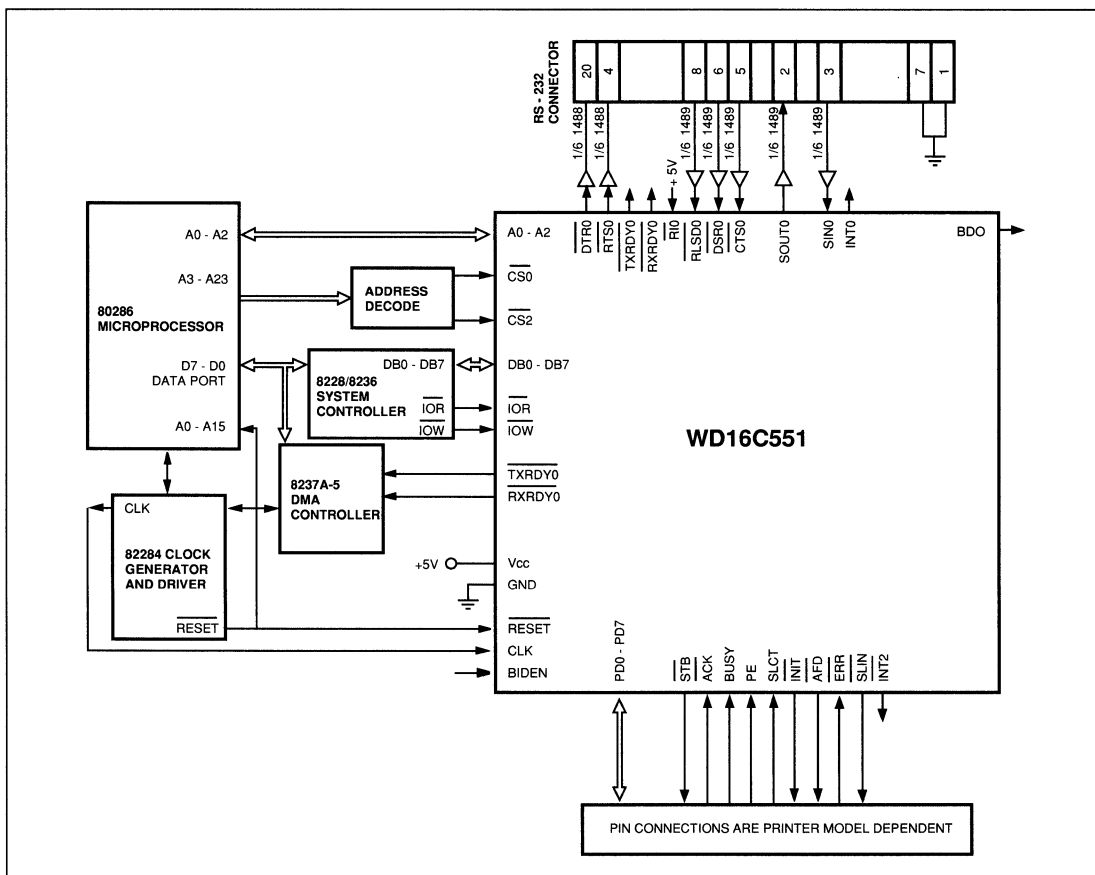 RS - 232
CONNECTOR
20
4
8
6
5
2
3
7
1
1/6 1488
1/6 1488
1/6 1489
1/6 1489
1/6 1489
1/6 1489
1/6 1489
+ 5V
DTR0
RTS0
TXRDY0
RXRDY0
RI0
RLSD0
DSR0
CTS0
SOUT0
SIN0
INT0
BDO
80286
MICROPROCESSOR
A0 - A2
A3 - A23
D7 - D0
DATA PORT
A0 - A15
ADDRESS
DECODE
8228/8236
SYSTEM
CONTROLLER
DB0 - DB7
IOR
IOW
8237A-5
DMA
CONTROLLER
CLK
82284 CLOCK
GENERATOR
AND DRIVER
RESET
+5V
A0 - A2
CS0
CS2
DB0 - DB7
IOR
IOW
TXRDY0
RXRDY0
Vcc
GND
RESET
CLK
BIDEN
WD16C551
PD0 - PD7
STB
ACK
BUSY
PE
SLCT
INIT
AFD
ERR
SLIN
INT2
PIN CONNECTIONS ARE PRINTER MODEL DEPENDENT